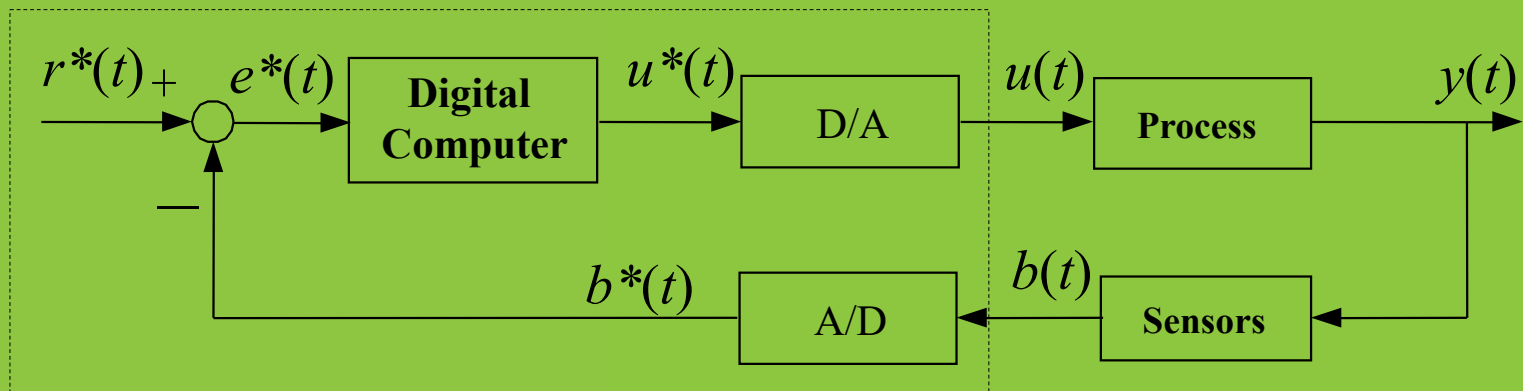 r*(t) + e*(t) Digital Computer u*(t) D/A u(t) Process y(t)
—
b*(t) A/D b(t) Sensors